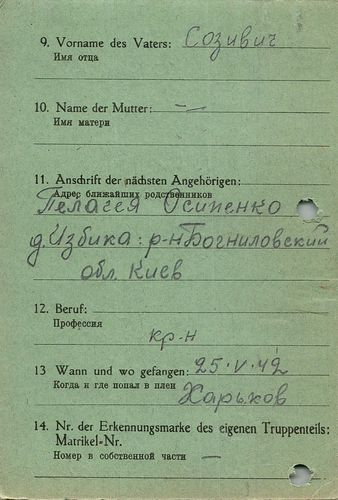 9. Vorname des Vaters: Созивич
Имя отца
10. Name der Mutter: —
Имя матери
11. Anschrift der nächsten Angehörigen:
Адрес ближайших родственников
Пеласея Осипенко
д. Избика: р-н Богниловский
обл. Киев
12. Beruf:
Профессия
кр-н
13 Wann und wo gefangen: 25·V·42
Когда и где попал в плен Харьков
14. Nr. der Erkennungsmarke des eigenen Truppenteils:
Matrikel-Nr.
Номер в собственной части —